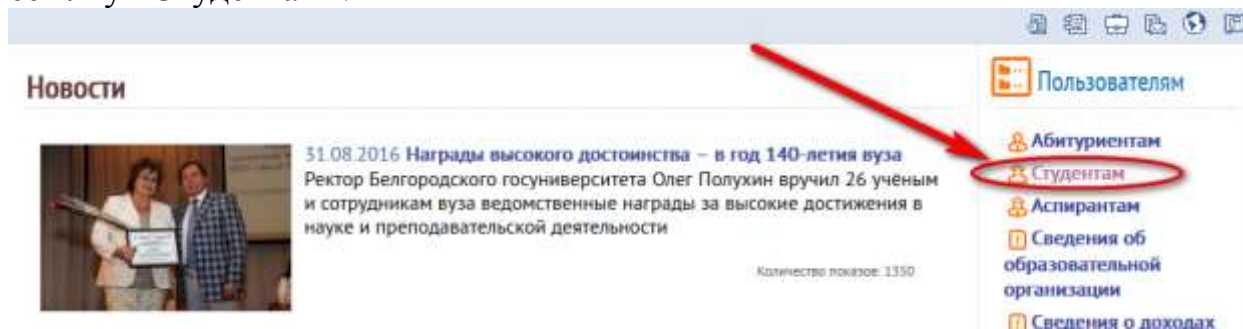 Новости
31.08.2016 Награды высокого достоинства – в год 140-летия вуза
Ректор Белгородского госуниверситета Олег Полухин вручил 26 учёным
и сотрудникам вуза ведомственные награды за высокие достижения в
науке и преподавательской деятельности
Количество показов: 1350
Пользователям
Абитуриентам
Студентам
Аспирантам
Сведения об
образовательной
организации
Сведения о доходах